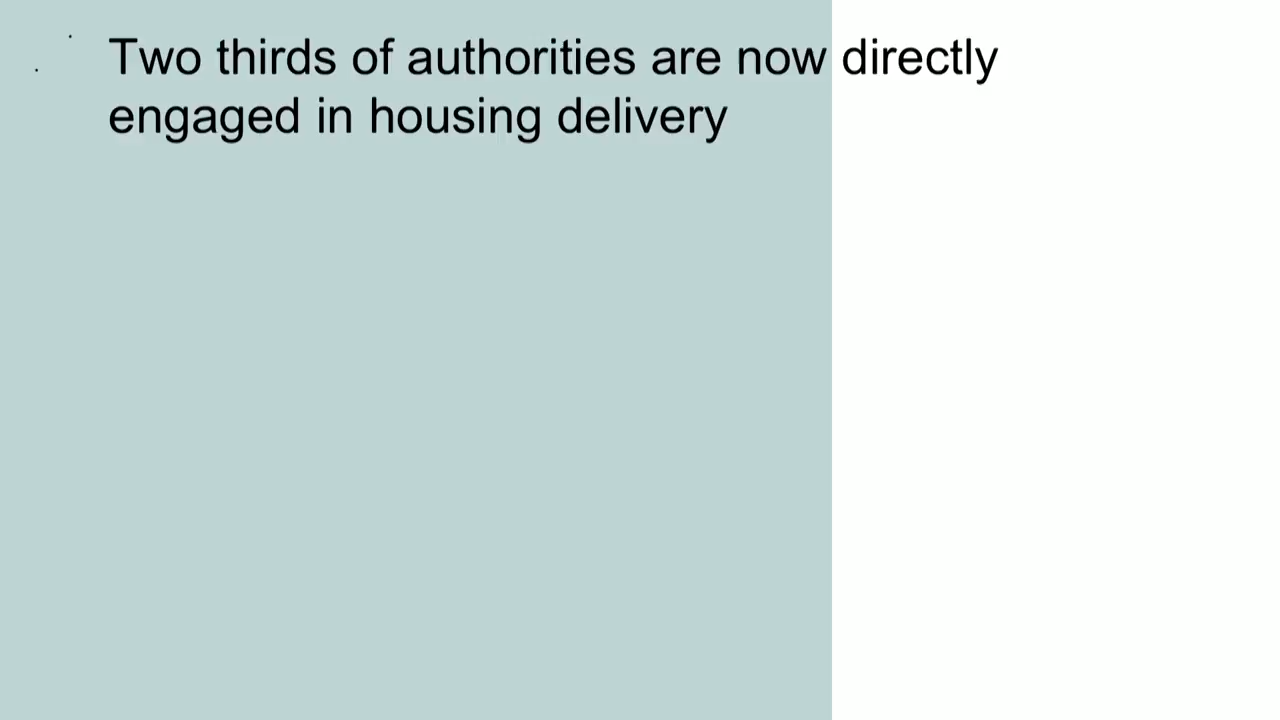 Two thirds of authorities are now directly
engaged in housing delivery